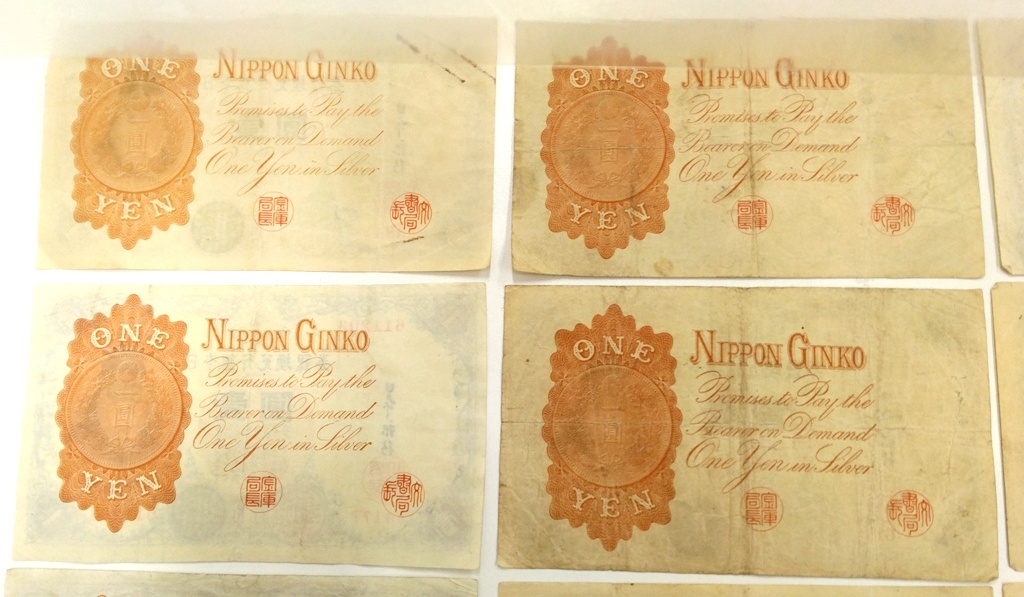 ONE
YEN
NIPPON GINKO
Promises to Pay the
Bearer on Demand
One Yen in Silver
ONE
YEN
NIPPON GINKO
Promises to Pay the
Bearer on Demand
One Yen in Silver
ONE
YEN
NIPPON GINKO
Promises to Pay the
Bearer on Demand
One Yen in Silver
ONE
YEN
NIPPON GINKO
Promises to Pay the
Bearer on Demand
One Yen in Silver